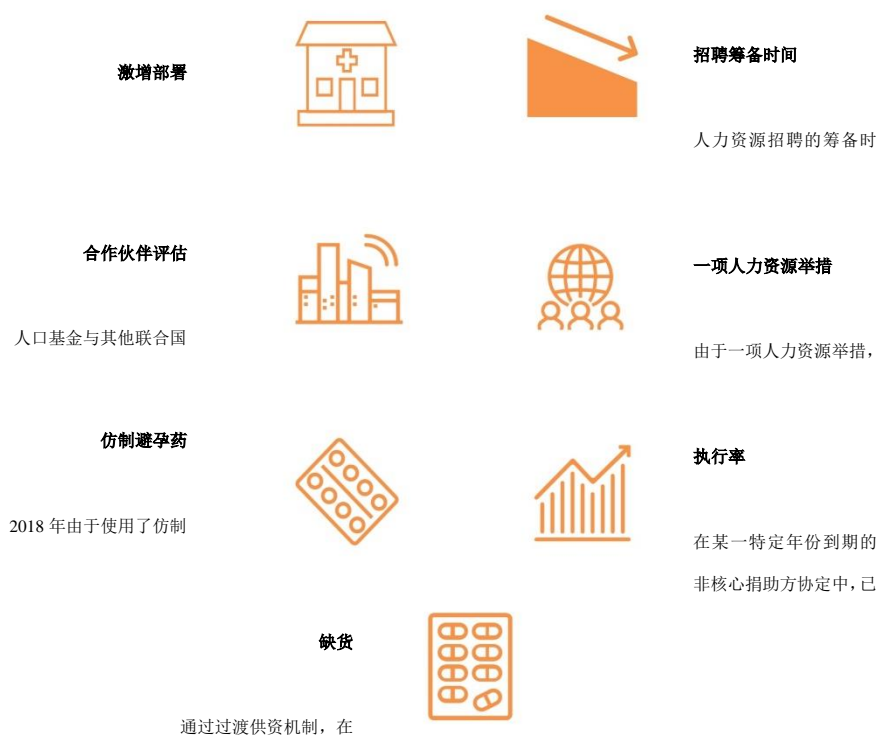 激增部署
招聘筹备时间
人力资源招聘的筹备时
合作伙伴评估
人口基金与其他联合国
一项人力资源举措
由于一项人力资源举措，
仿制避孕药
2018 年由于使用了仿制
执行率
在某一特定年份到期的
非核心捐助方协定中，已
缺货
通过过渡供资机制，在